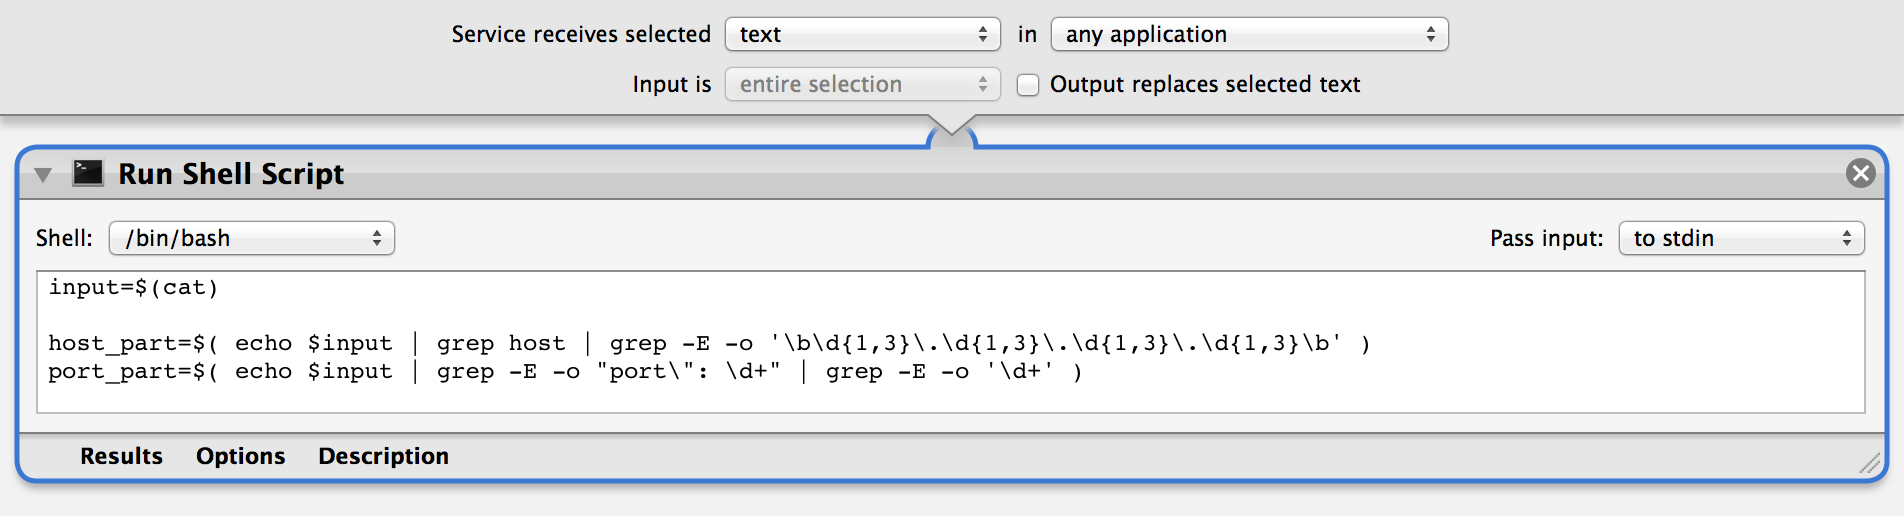 Service receives selected text in any application
Input is entire selection Output replaces selected text
Run Shell Script
Shell: /bin/bash Pass input: to stdin
input=$(cat)
host_part=$( echo $input | grep host | grep -E -o '\b\d{1,3}\.\d{1,3}\.\d{1,3}\.\d{1,3}\b' )
port_part=$( echo $input | grep -E -o "port\": \d+" | grep -E -o '\d+' )
Results Options Description